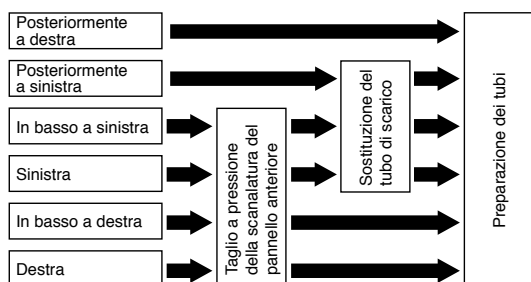 Posteriormente
a destra
Posteriormente
a sinistra
In basso a sinistra
Sinistra
In basso a destra
Destra
Taglio a pressione
della scanalatura del
pannello anteriore
Sostituzione del
tubo di scarico
Preparazione dei tubi